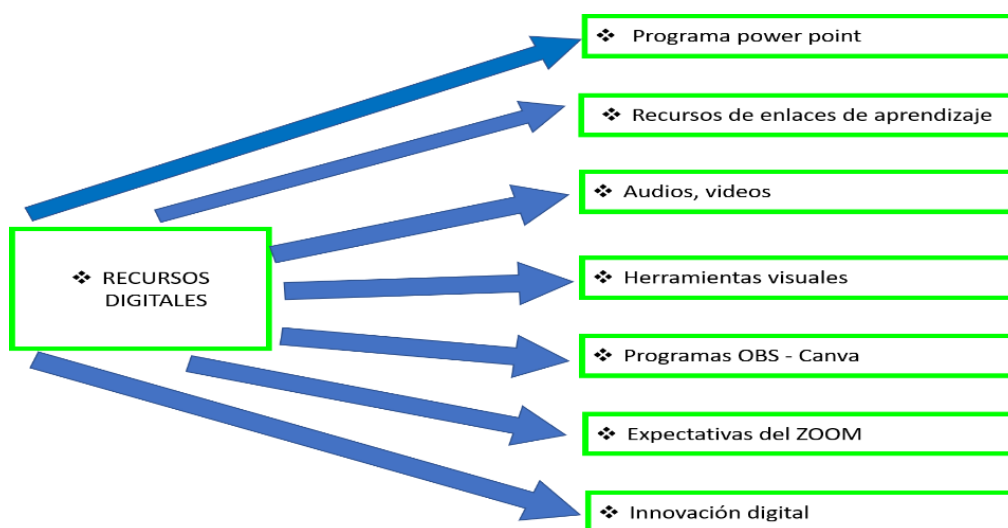 ❖ Programa power point
❖ Recursos de enlaces de aprendizaje
❖ Audios, videos
❖ RECURSOS
DIGITALES
❖ Herramientas visuales
❖ Programas OBS - Canva
❖ Expectativas del ZOOM
❖ Innovación digital